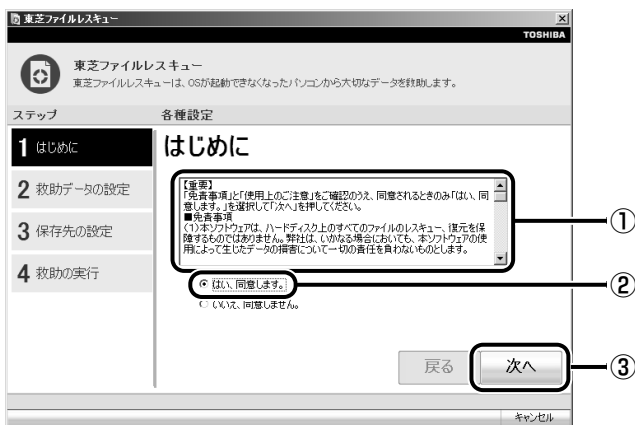 東芝ファイルレスキュー
TOSHIBA
東芝ファイルレスキュー
東芝ファイルレスキューは、OSが起動できなくなったパソコンから大切なデータを救助します。
ステップ
各種設定
1 はじめに
2 救助データの設定
3 保存先の設定
4 救助の実行
はじめに
【重要】
「免責事項」と「使用上のご注意」をご確認のうえ、同意されるときのみ「はい、同
意します。」を選択して「次へ」を押してください。
■免責事項
(1)本ソフトウェアは、ハードディスク上のすべてのファイルのレスキュー、復元を保
障するものではありません。弊社は、いかなる場合においても、本ソフトウェアの使
用によって生じたデータの損害について一切の責任を負わないものとします。
①
はい、同意します。
②
いいえ、同意しません。
戻る
次へ
③
キャンセル